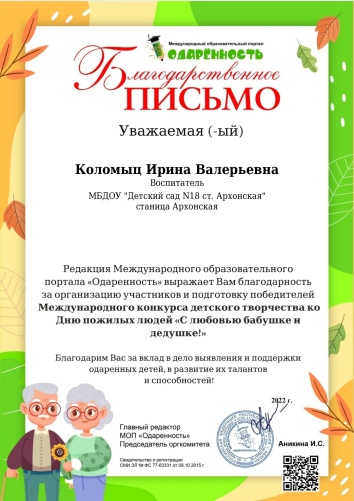 Международный образовательный портал
ОДАРЁННОСТЬ
Благодарственное
ПИСЬМО
Уважаемая (-ый)
Коломыц Ирина Валерьевна
Воспитатель
МБДОУ "Детский сад N18 ст. Архонская"
станица Архонская
Редакция Международного образовательного
портала «Одаренность» выражает Вам благодарность
за организацию участников и подготовку победителей
Международного конкурса детского творчества ко
Дню пожилых людей «С любовью бабушке и
дедушке!»
Благодарим Вас за вклад в дело выявления и поддержки
одаренных детей, в развитие их талантов
и способностей!
2022 г.
Главный редактор
МОП «Одаренность»
Председатель оргкомитета
Аникина И.С.
Свидетельство о регистрации:
СМИ ЭЛ №ФС 77-63331 от 09.10.2015 г.